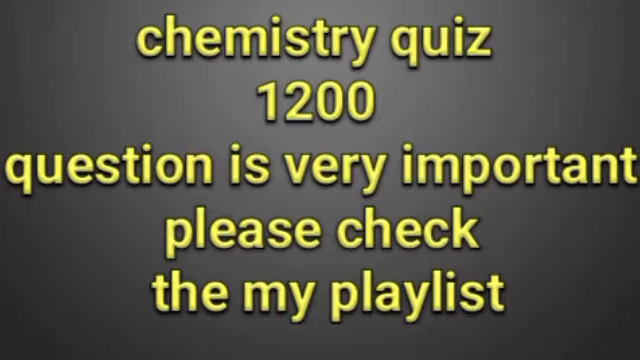 chemistry quiz
1200
question is very important
please check
the my playlist